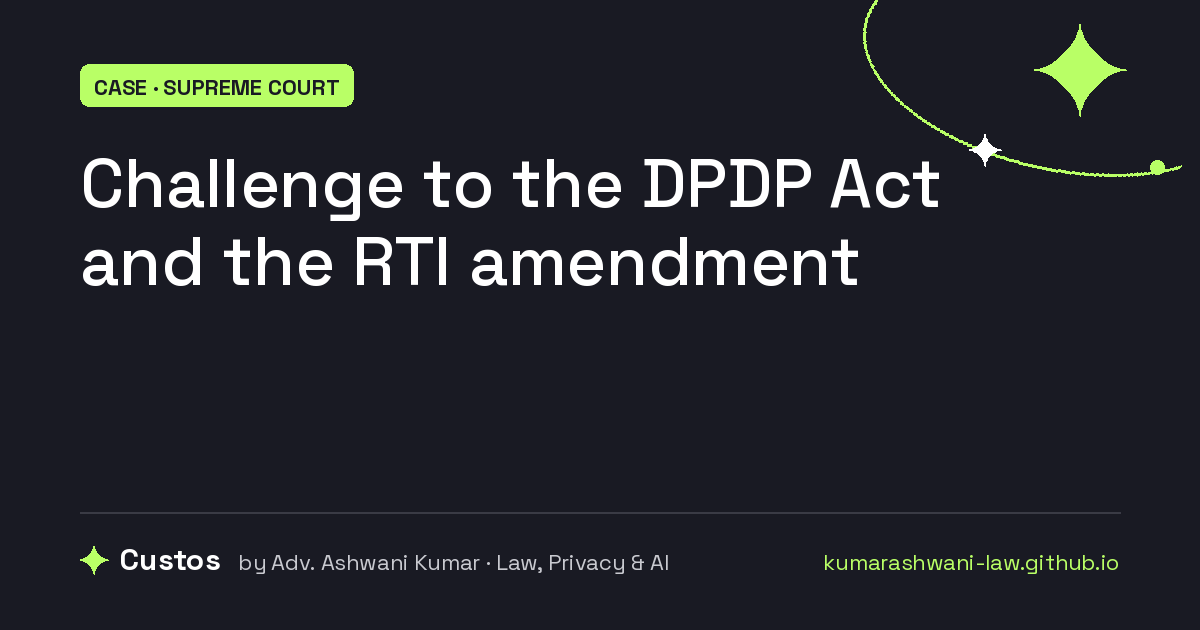 CASE · SUPREME COURT
Challenge to the DPDP Act
and the RTI amendment
Custos by Adv. Ashwani Kumar · Law, Privacy & AI
kumarashwani-law.github.io